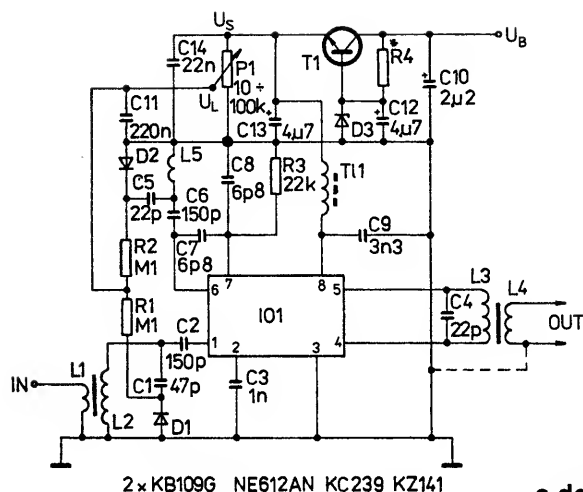 U_S
U_B
C14
22n
P1
10 ÷
100k
T1
R4
*
C10
2µ2
C11
220n
U_L
C13
4µ7
D3
C12
4µ7
D2
L5
C8
6p8
R3
22k
Tl1
C5
22p
C6
150p
C7
6p8
C9
3n3
R2
M1
R1
M1
7
8
6
5
IO1
1
2
3
4
C2
150p
C4
22p
L3
L4
OUT
IN
L1
L2
C1
47p
D1
C3
1n
2×KB109G NE612AN KC239 KZ141